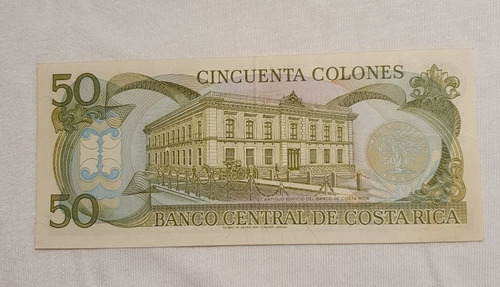 50 CINCUENTA COLONES
ANTIGUO EDIFICIO DEL BANCO DE COSTA RICA
50 BANCO CENTRAL DE COSTA RICA